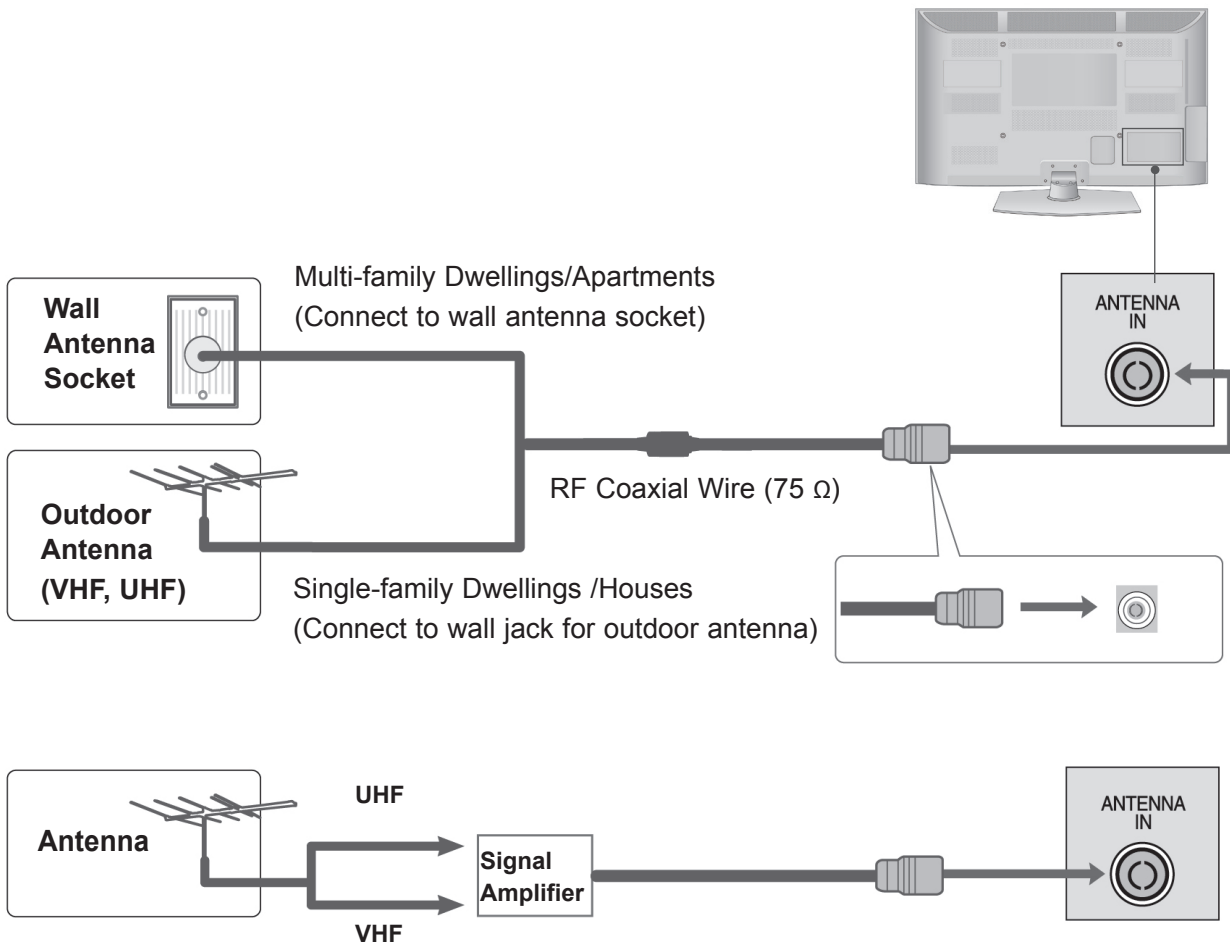 Multi-family Dwellings/Apartments
(Connect to wall antenna socket)
Wall
Antenna
Socket
ANTENNA
IN
RF Coaxial Wire (75 Ω)
Outdoor
Antenna
(VHF, UHF)
Single-family Dwellings /Houses
(Connect to wall jack for outdoor antenna)
Antenna
UHF
VHF
Signal
Amplifier
ANTENNA
IN